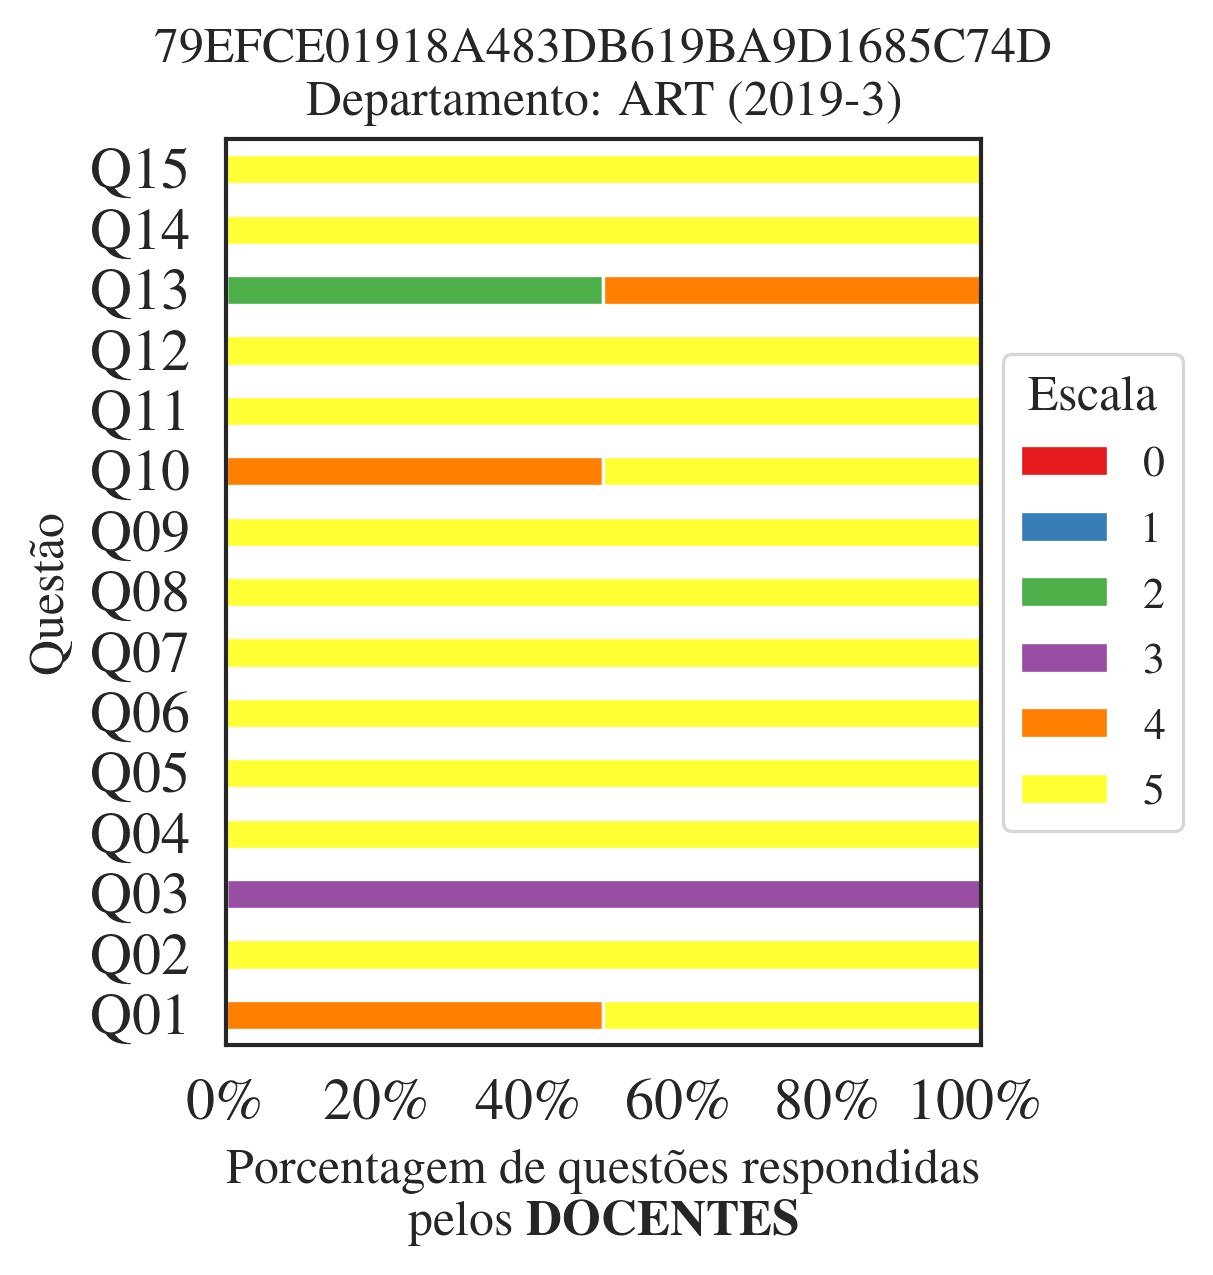 79EFCE01918A483DB619BA9D1685C74D
Departamento: ART (2019-3)
Q15
Q14
Q13
Q12
Q11
Q10
Q09
Q08
Q07
Q06
Q05
Q04
Q03
Q02
Q01
Questão
0% 20% 40% 60% 80% 100%
Porcentagem de questões respondidas
pelos DOCENTES
Escala
0
1
2
3
4
5